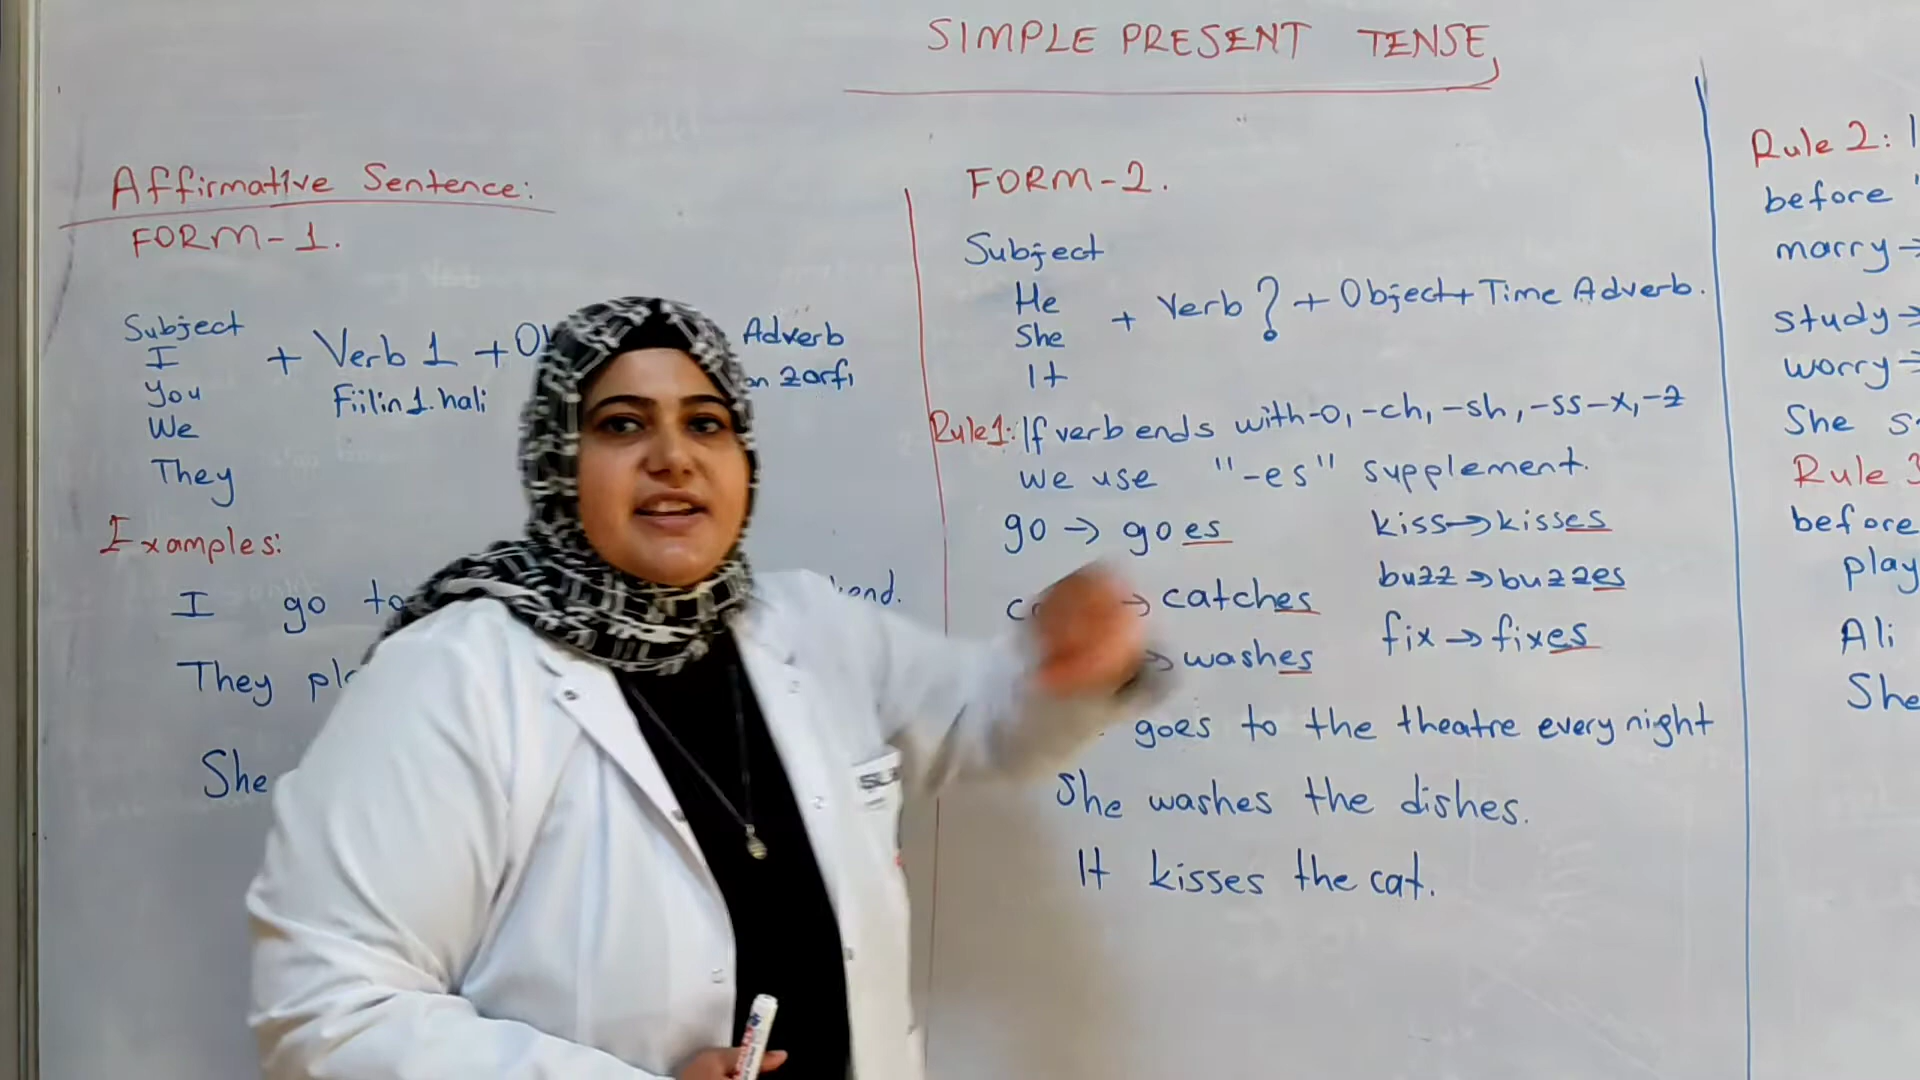 SIMPLE PRESENT TENSE
Affirmative Sentence:
FORM-1.
Subject
I
You
We
They
+ Verb 1 +
Fiilin 1. hali
Adverb
zarfı
Examples:
I go to
They
She
FORM-2.
Subject
He
She
It
+ Verb ? + Object + Time Adverb.
Rule 1: If verb ends with -o, -ch, -sh, -ss -x, -z
we use "-es" supplement.
go → goes
→ catches
→ washes
kiss → kisses
buzz → buzzes
fix → fixes
goes to the theatre every night
She washes the dishes.
It kisses the cat.
Rule 2:
before "
marry →
study →
worry →
She
Rule 3
before
play
Ali
She